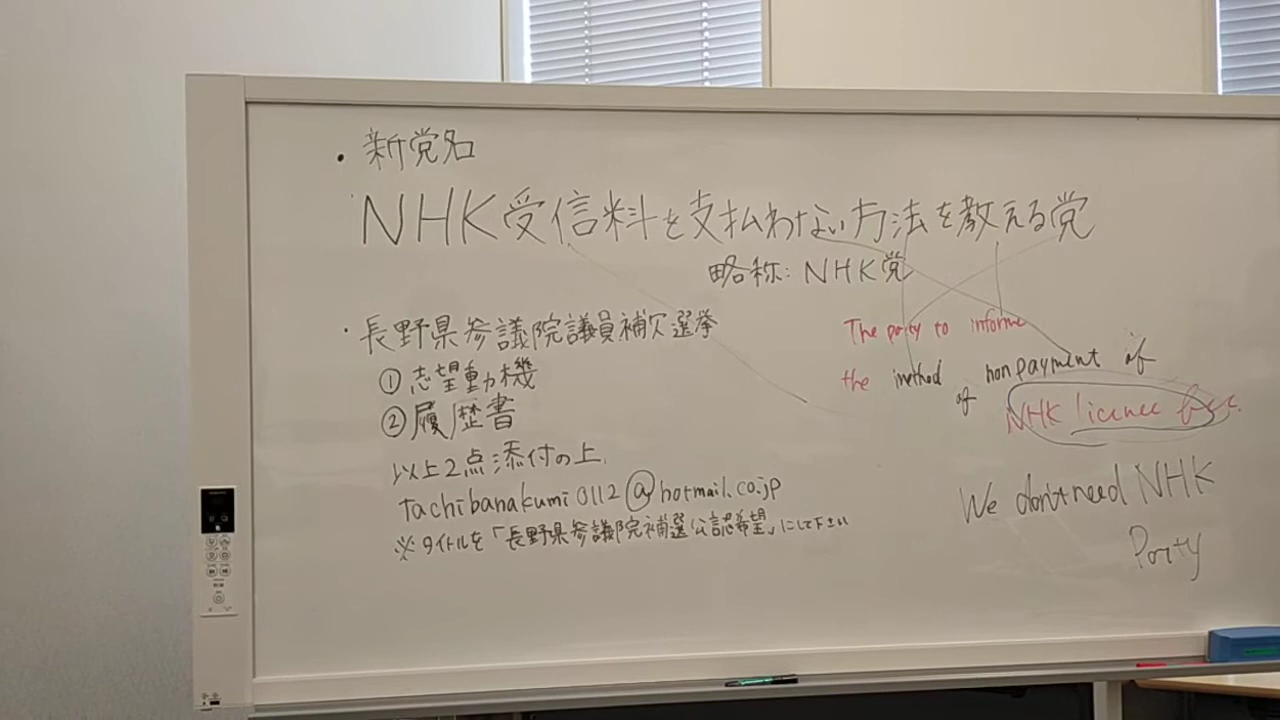 ・新党名
NHK受信料を支払わない方法を教える党
略称：NHK党
・長野県参議院議員補欠選挙
①志望動機
②履歴書
以上2点添付の上、
tachibanakumi0112@hotmail.co.jp
※タイトルを「長野県参議院補選公認希望」にして下さい
The party to informe
the method of nonpayment of
NHK licence fee.
We don't need NHK
Party